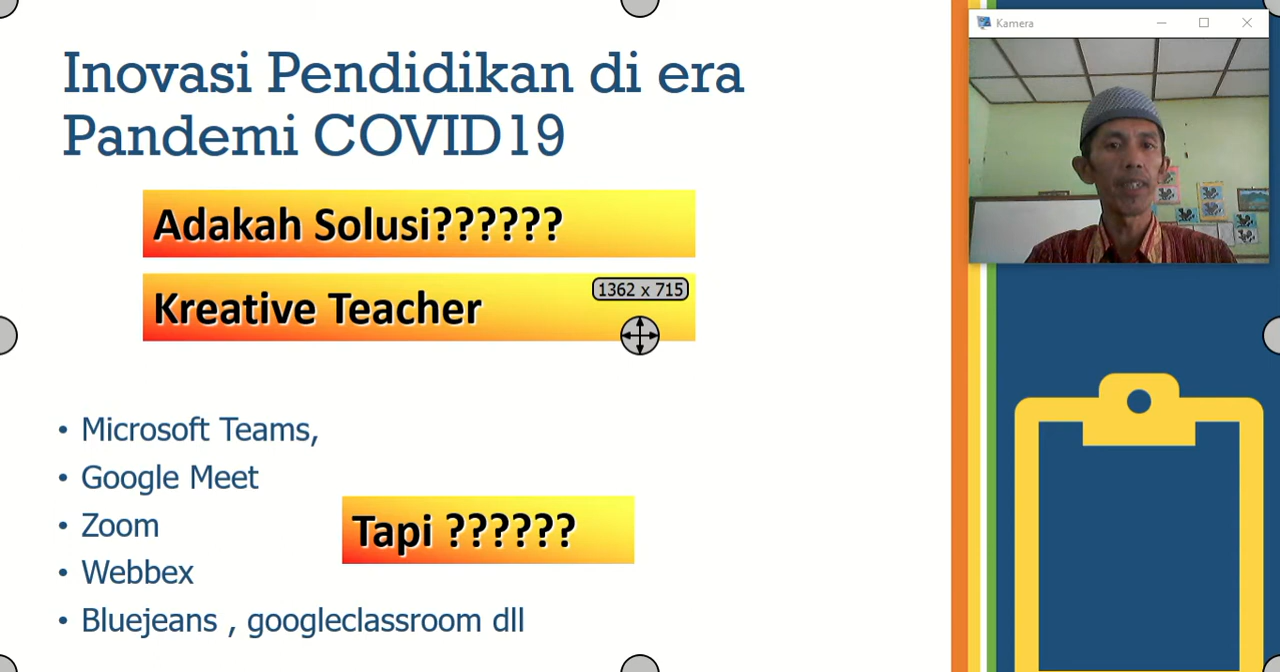 Inovasi Pendidikan di era
Pandemi COVID19
Kamera
Adakah Solusi??????
Kreative Teacher
1362 x 715
• Microsoft Teams,
• Google Meet
• Zoom
Tapi ??????
• Webbex
• Bluejeans , googleclassroom dll